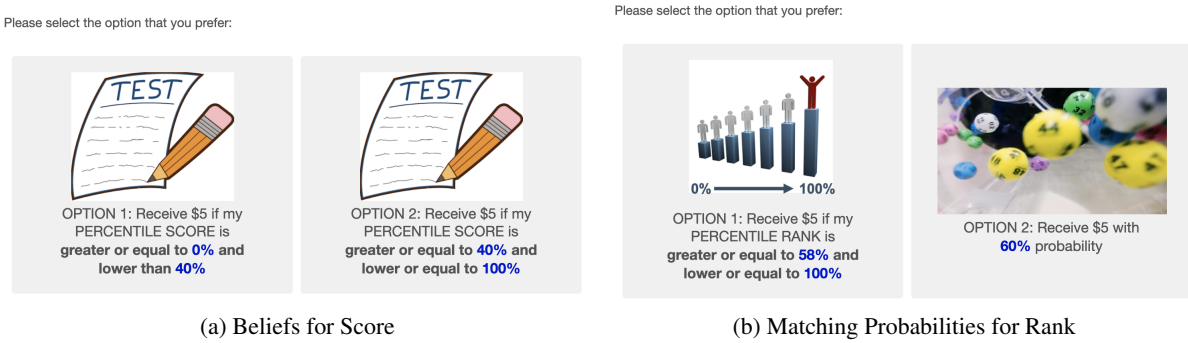 Please select the option that you prefer:
TEST
OPTION 1: Receive $5 if my
PERCENTILE SCORE is
greater or equal to 0% and
lower than 40%
TEST
OPTION 2: Receive $5 if my
PERCENTILE SCORE is
greater or equal to 40% and
lower or equal to 100%
(a) Beliefs for Score
Please select the option that you prefer:
0% 100%
OPTION 1: Receive $5 if my
PERCENTILE RANK is
greater or equal to 58% and
lower or equal to 100%
OPTION 2: Receive $5 with
60% probability
(b) Matching Probabilities for Rank